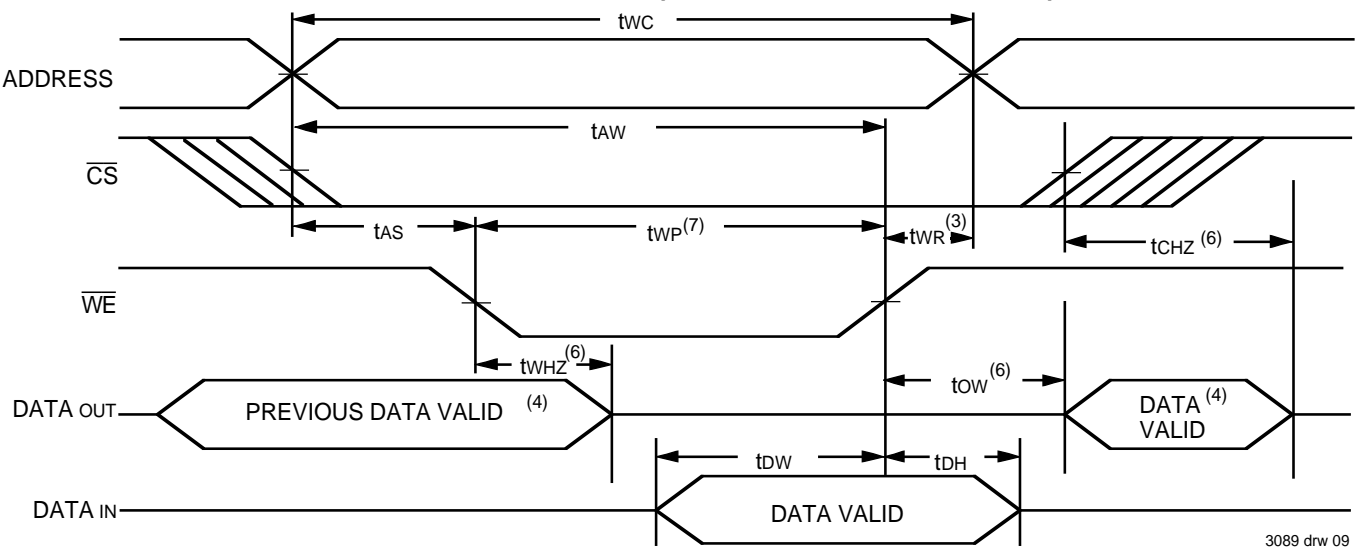 tWC
ADDRESS
tAW
CS
tAS
tWP(7)
tWR(3)
tCHZ (6)
WE
tWHZ(6)
tOW(6)
DATA OUT
PREVIOUS DATA VALID (4)
DATA (4)
VALID
tDW
tDH
DATA IN
DATA VALID
3089 drw 09